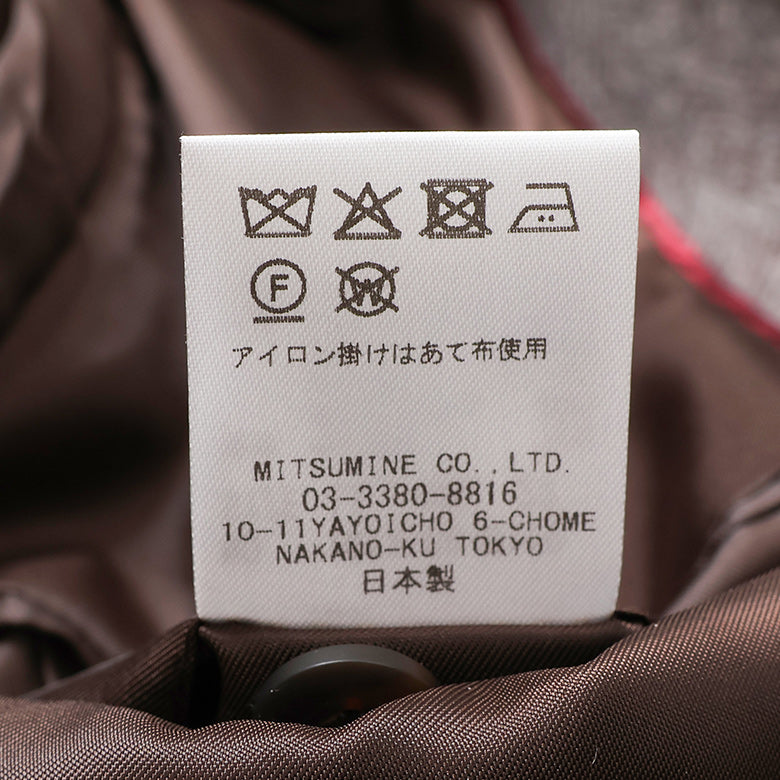 F W
アイロン掛けはあて布使用
MITSUMINE CO.,LTD.
03-3380-8816
10-11YAYOICHO 6-CHOME
NAKANO-KU TOKYO
日本製